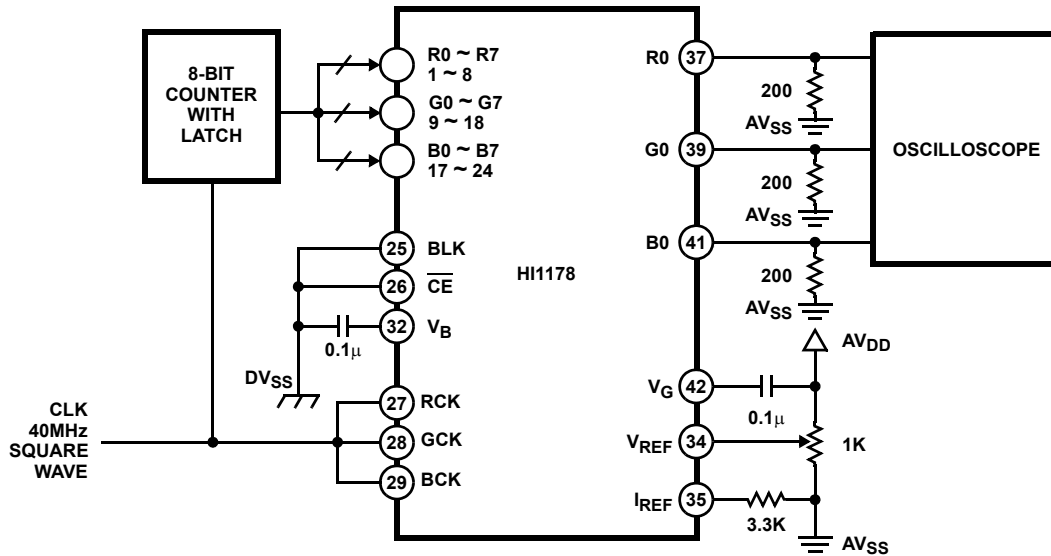 8-BIT
COUNTER
WITH
LATCH
R0 ~ R7
1 ~ 8
G0 ~ G7
9 ~ 18
B0 ~ B7
17 ~ 24
25 BLK
26 CE
32 VB
0.1μ
DVSS
27 RCK
28 GCK
29 BCK
CLK
40MHz
SQUARE
WAVE
HI1178
R0 37
200
AVSS
G0 39
200
AVSS
B0 41
200
AVSS
OSCILLOSCOPE
AVDD
VG 42
0.1μ
VREF 34
1K
IREF 35
3.3K
AVSS